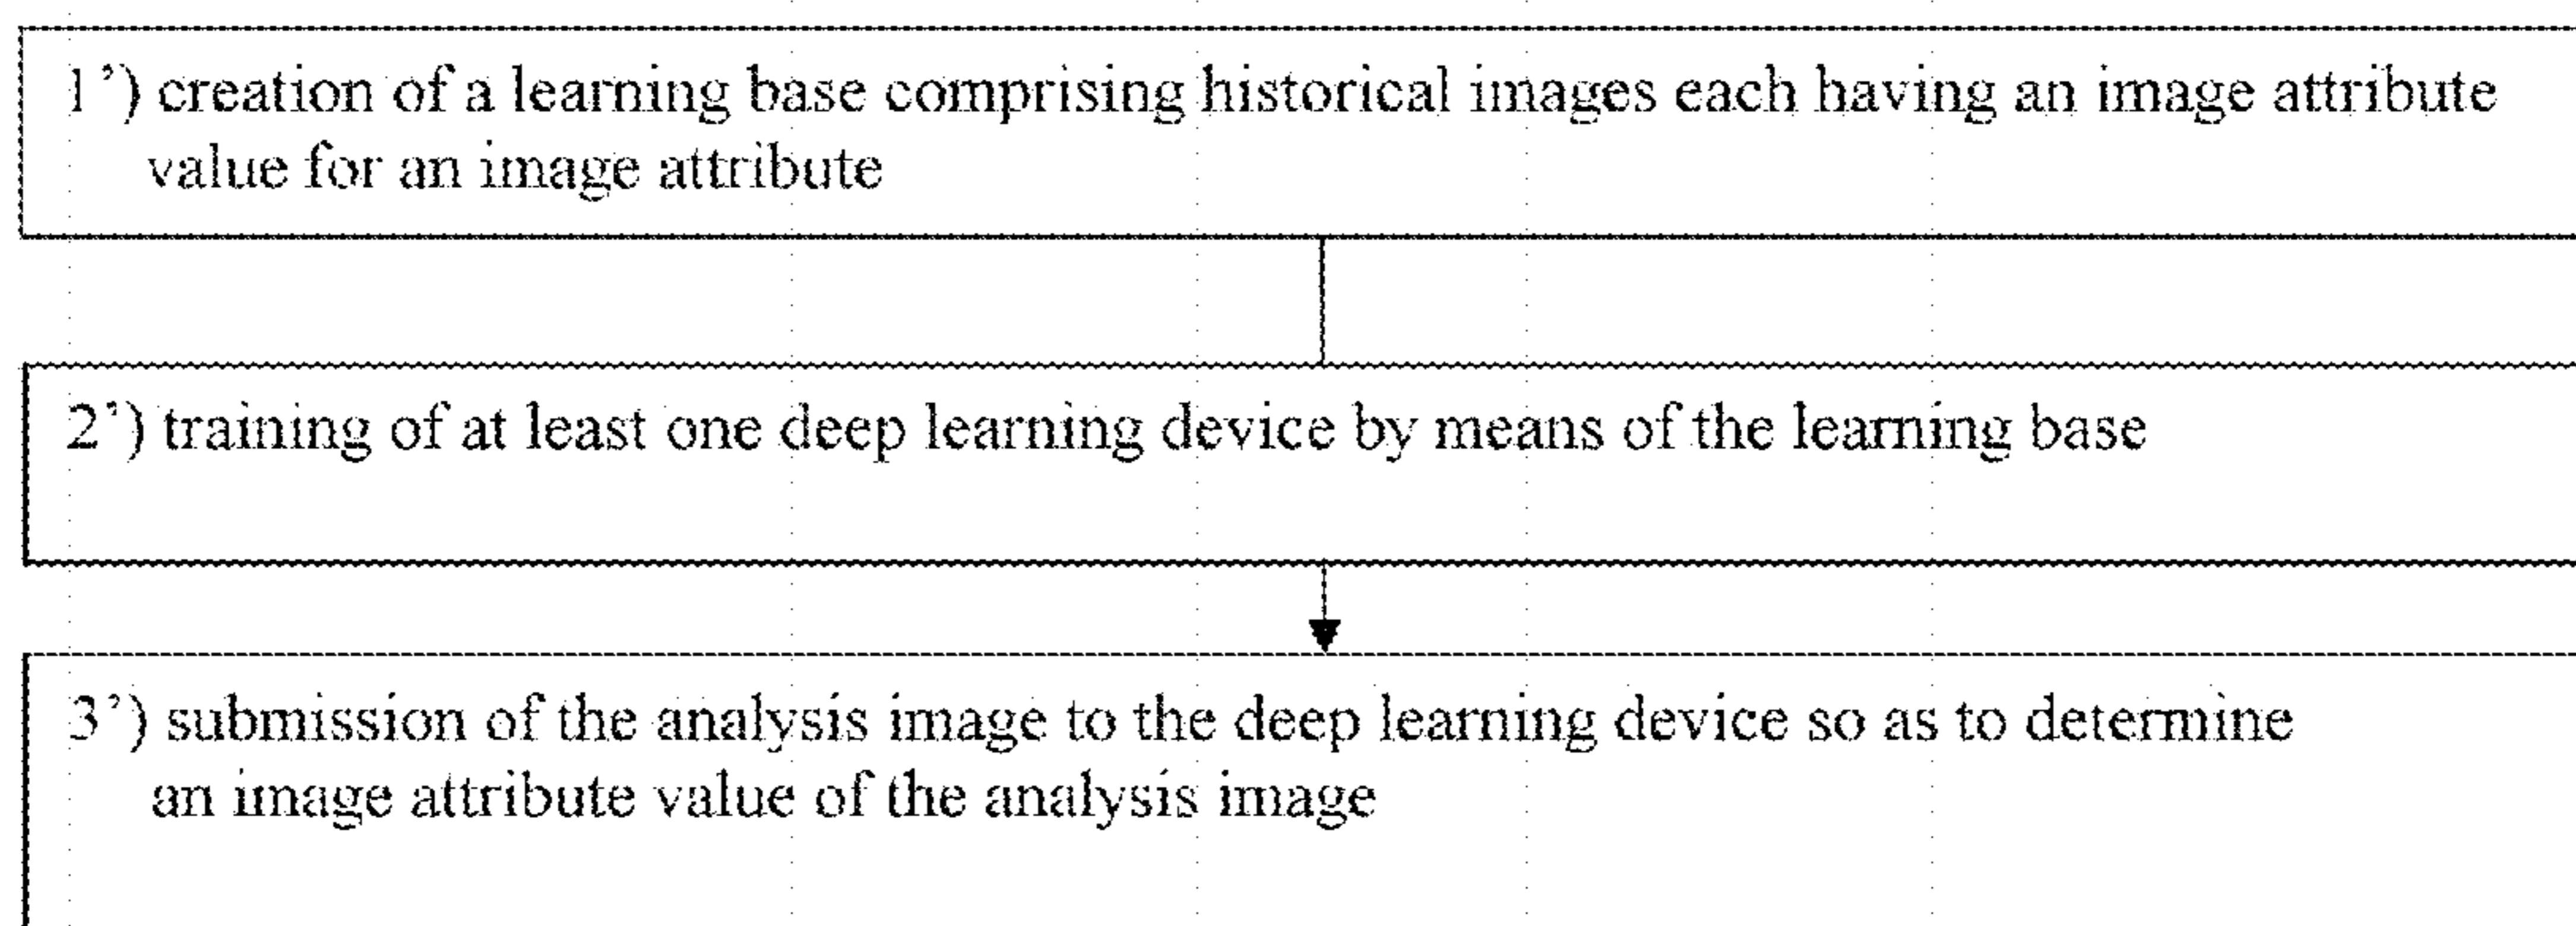 1’) creation of a learning base comprising historical images each having an image attribute
value for an image attribute
2’) training of at least one deep learning device by means of the learning base
3’) submission of the analysis image to the deep learning device so as to determine
an image attribute value of the analysis image